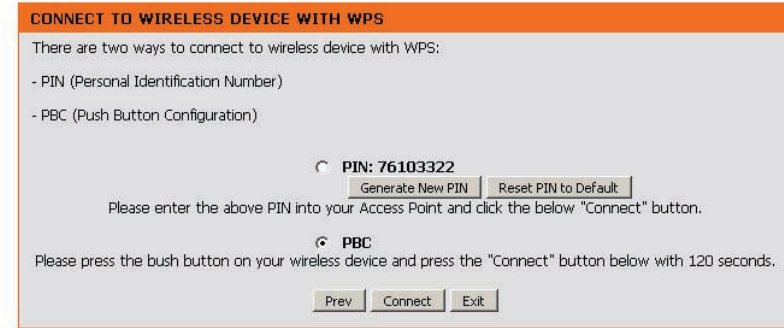 CONNECT TO WIRELESS DEVICE WITH WPS
There are two ways to connect to wireless device with WPS:
- PIN (Personal Identification Number)
- PBC (Push Button Configuration)
PIN: 76103322
Generate New PIN Reset PIN to Default
Please enter the above PIN into your Access Point and click the below "Connect" button.
PBC
Please press the bush button on your wireless device and press the "Connect" button below with 120 seconds.
Prev Connect Exit